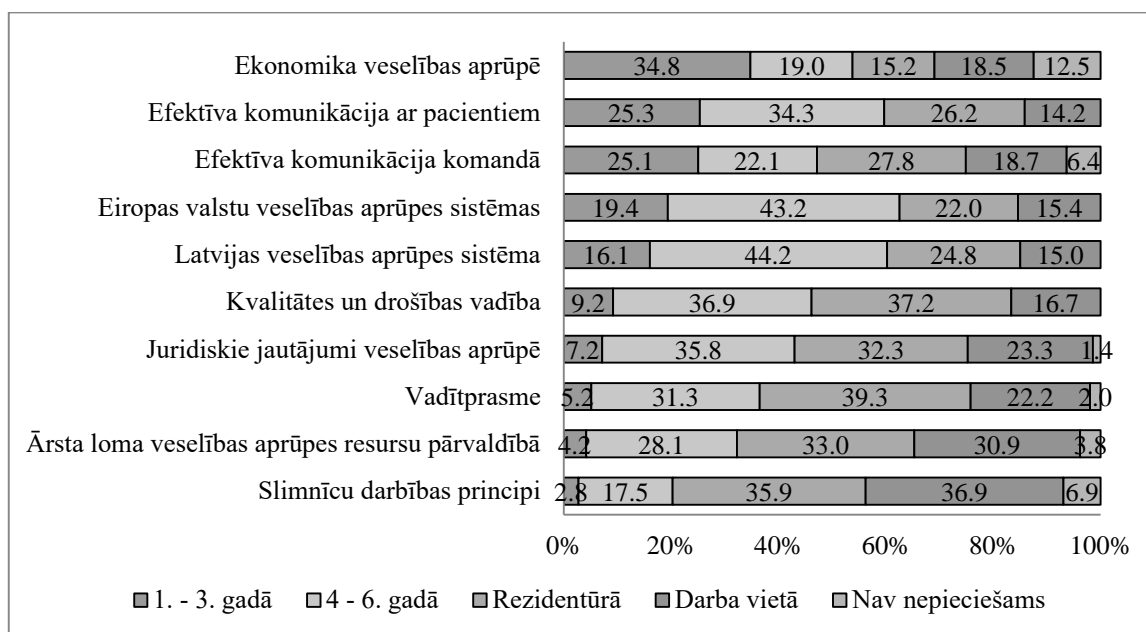 Ekonomika veselības aprūpē 34.8 19.0 15.2 18.5 12.5
Efektīva komunikācija ar pacientiem 25.3 34.3 26.2 14.2
Efektīva komunikācija komandā 25.1 22.1 27.8 18.7 6.4
Eiropas valstu veselības aprūpes sistēmas 19.4 43.2 22.0 15.4
Latvijas veselības aprūpes sistēma 16.1 44.2 24.8 15.0
Kvalitātes un drošības vadība 9.2 36.9 37.2 16.7
Juridiskie jautājumi veselības aprūpē 7.2 35.8 32.3 23.3 1.4
Vadītprasme 5.2 31.3 39.3 22.2 2.0
Ārsta loma veselības aprūpes resursu pārvaldībā 4.2 28.1 33.0 30.9 3.8
Slimnīcu darbības principi 2.8 17.5 35.9 36.9 6.9
0% 20% 40% 60% 80% 100%
1. - 3. gadā 4 - 6. gadā Rezidentūrā Darba vietā Nav nepieciešams